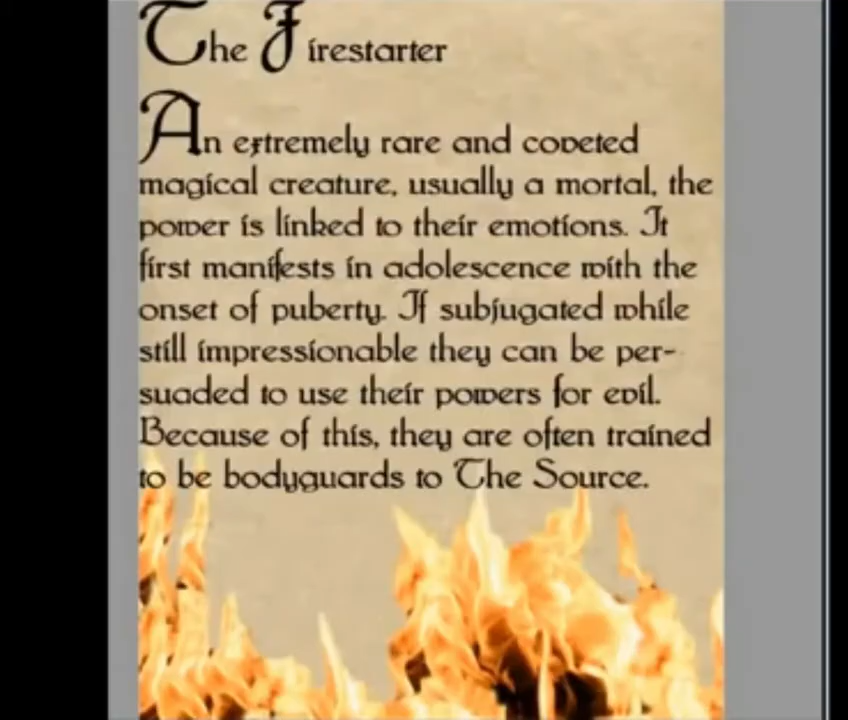 The Firestarter
An extremely rare and coveted
magical creature, usually a mortal, the
power is linked to their emotions. It
first manifests in adolescence with the
onset of puberty. If subjugated while
still impressionable they can be per-
suaded to use their powers for evil.
Because of this, they are often trained
to be bodyguards to The Source.